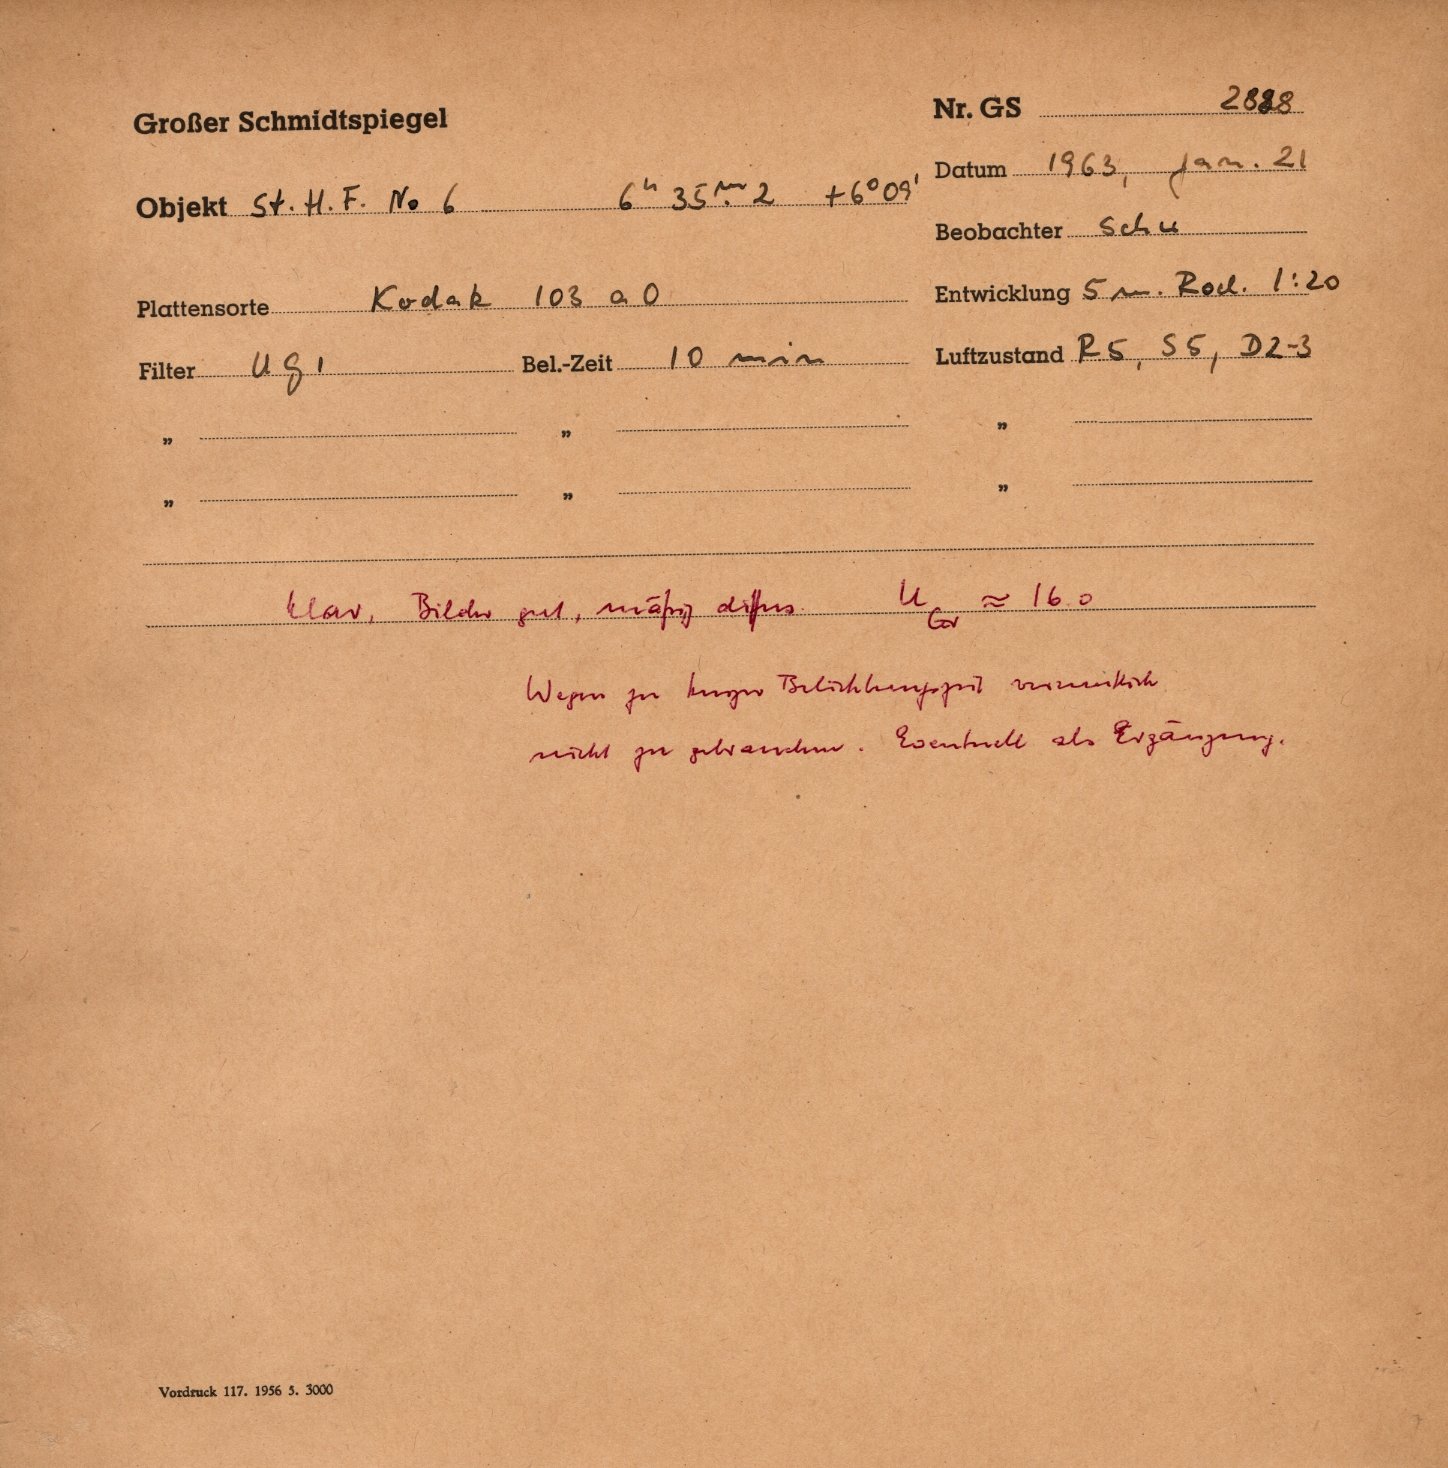 Großer Schmidtspiegel
Nr. GS 2888
Datum 1963, Jan. 21
Objekt St. H. F. No 6 6h 35m.2 +6°09'
Beobachter Schu
Plattensorte Kodak 103 a O
Entwicklung 5 m. Rod. 1:20
Filter UG 1 Bel.-Zeit 10 min Luftzustand R5, S5, D2-3
„ „ „
„ „ „
klar, Bilder gut, mäßig diffus. U Gr ≈ 16.0
Wegen zu kurzer Belichtungszeit vermutlich
nicht zu gebrauchen. Eventuell als Ergänzung.
Vordruck 117. 1956 5. 3000